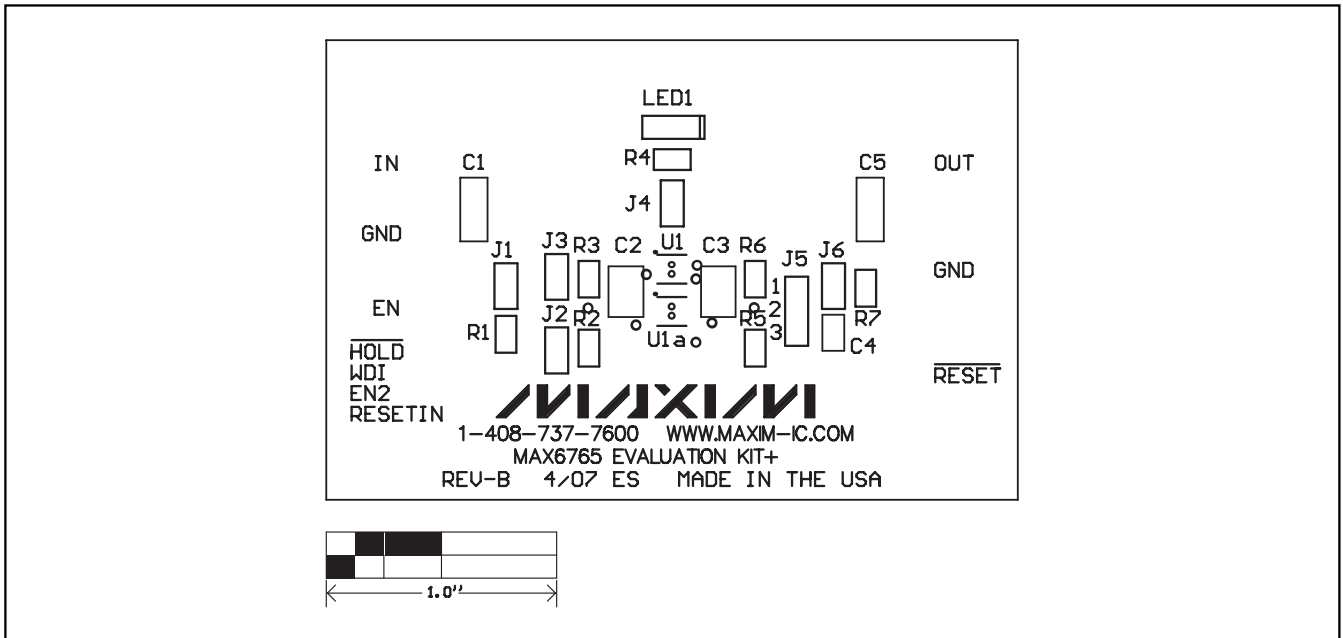 LED1
R4
IN C1 C5 OUT
J4
GND
J1 J3 R3 C2 U1 C3 R6 J5 J6
GND
1
EN 2
R1 J2 R2 U1a R5 3 C4 R7
HOLD
WDI
EN2
RESETIN
RESET
MAXIM
1-408-737-7600 WWW.MAXIM-IC.COM
MAX6765 EVALUATION KIT+
REV-B 4/07 ES MADE IN THE USA
1.0"